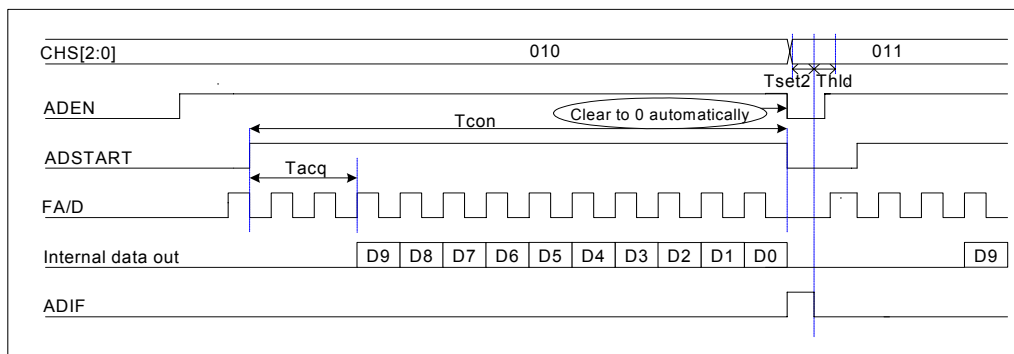 CHS[2:0] 010 011
Tset2 Thld
ADEN
Clear to 0 automatically
Tcon
ADSTART
Tacq
FA/D
Internal data out D9 D8 D7 D6 D5 D4 D3 D2 D1 D0 D9
ADIF